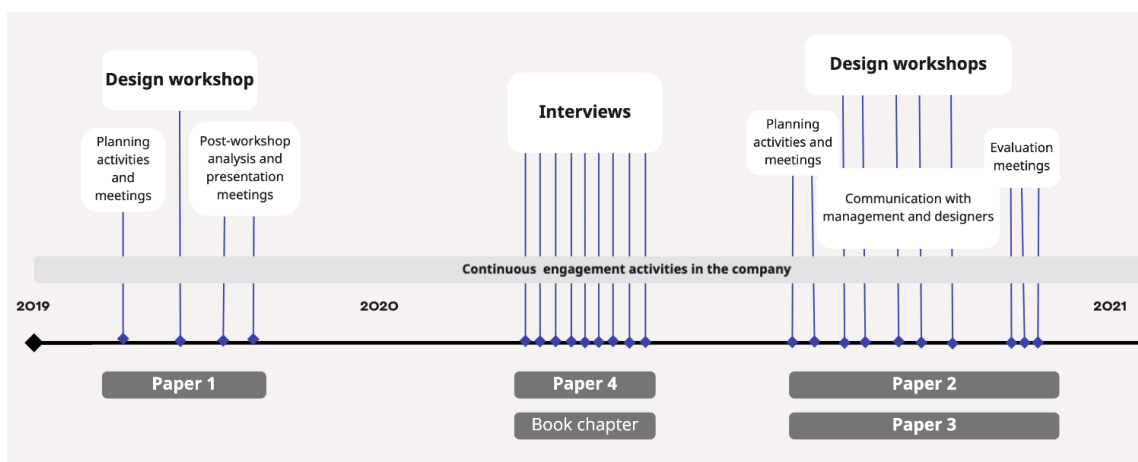 Design workshop
Planning
activities
and
meetings
Post-workshop
analysis and
presentation
meetings
Interviews
Design workshops
Planning
activities and
meetings
Communication with
management and designers
Evaluation
meetings
Continuous engagement activities in the company
2019
2020
2021
Paper 1
Paper 4
Paper 2
Book chapter
Paper 3